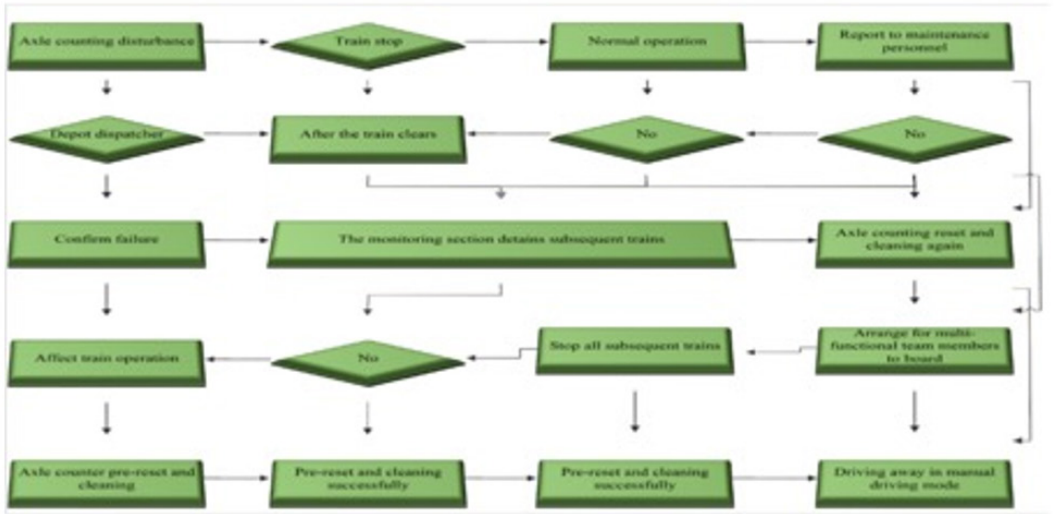 Axle counting disturbance
Train stop
Normal operation
Report to maintenance
personnel
Depot dispatcher
After the train clears
No
No
Confirm failure
The monitoring section detains subsequent trains
Axle counting reset and
cleaning again
Affect train operation
No
Stop all subsequent trains
Arrange for multi-
functional team members
to board
Axle counter pre-reset and
cleaning
Pre-reset and cleaning
successfully
Pre-reset and cleaning
successfully
Driving away in manual
driving mode